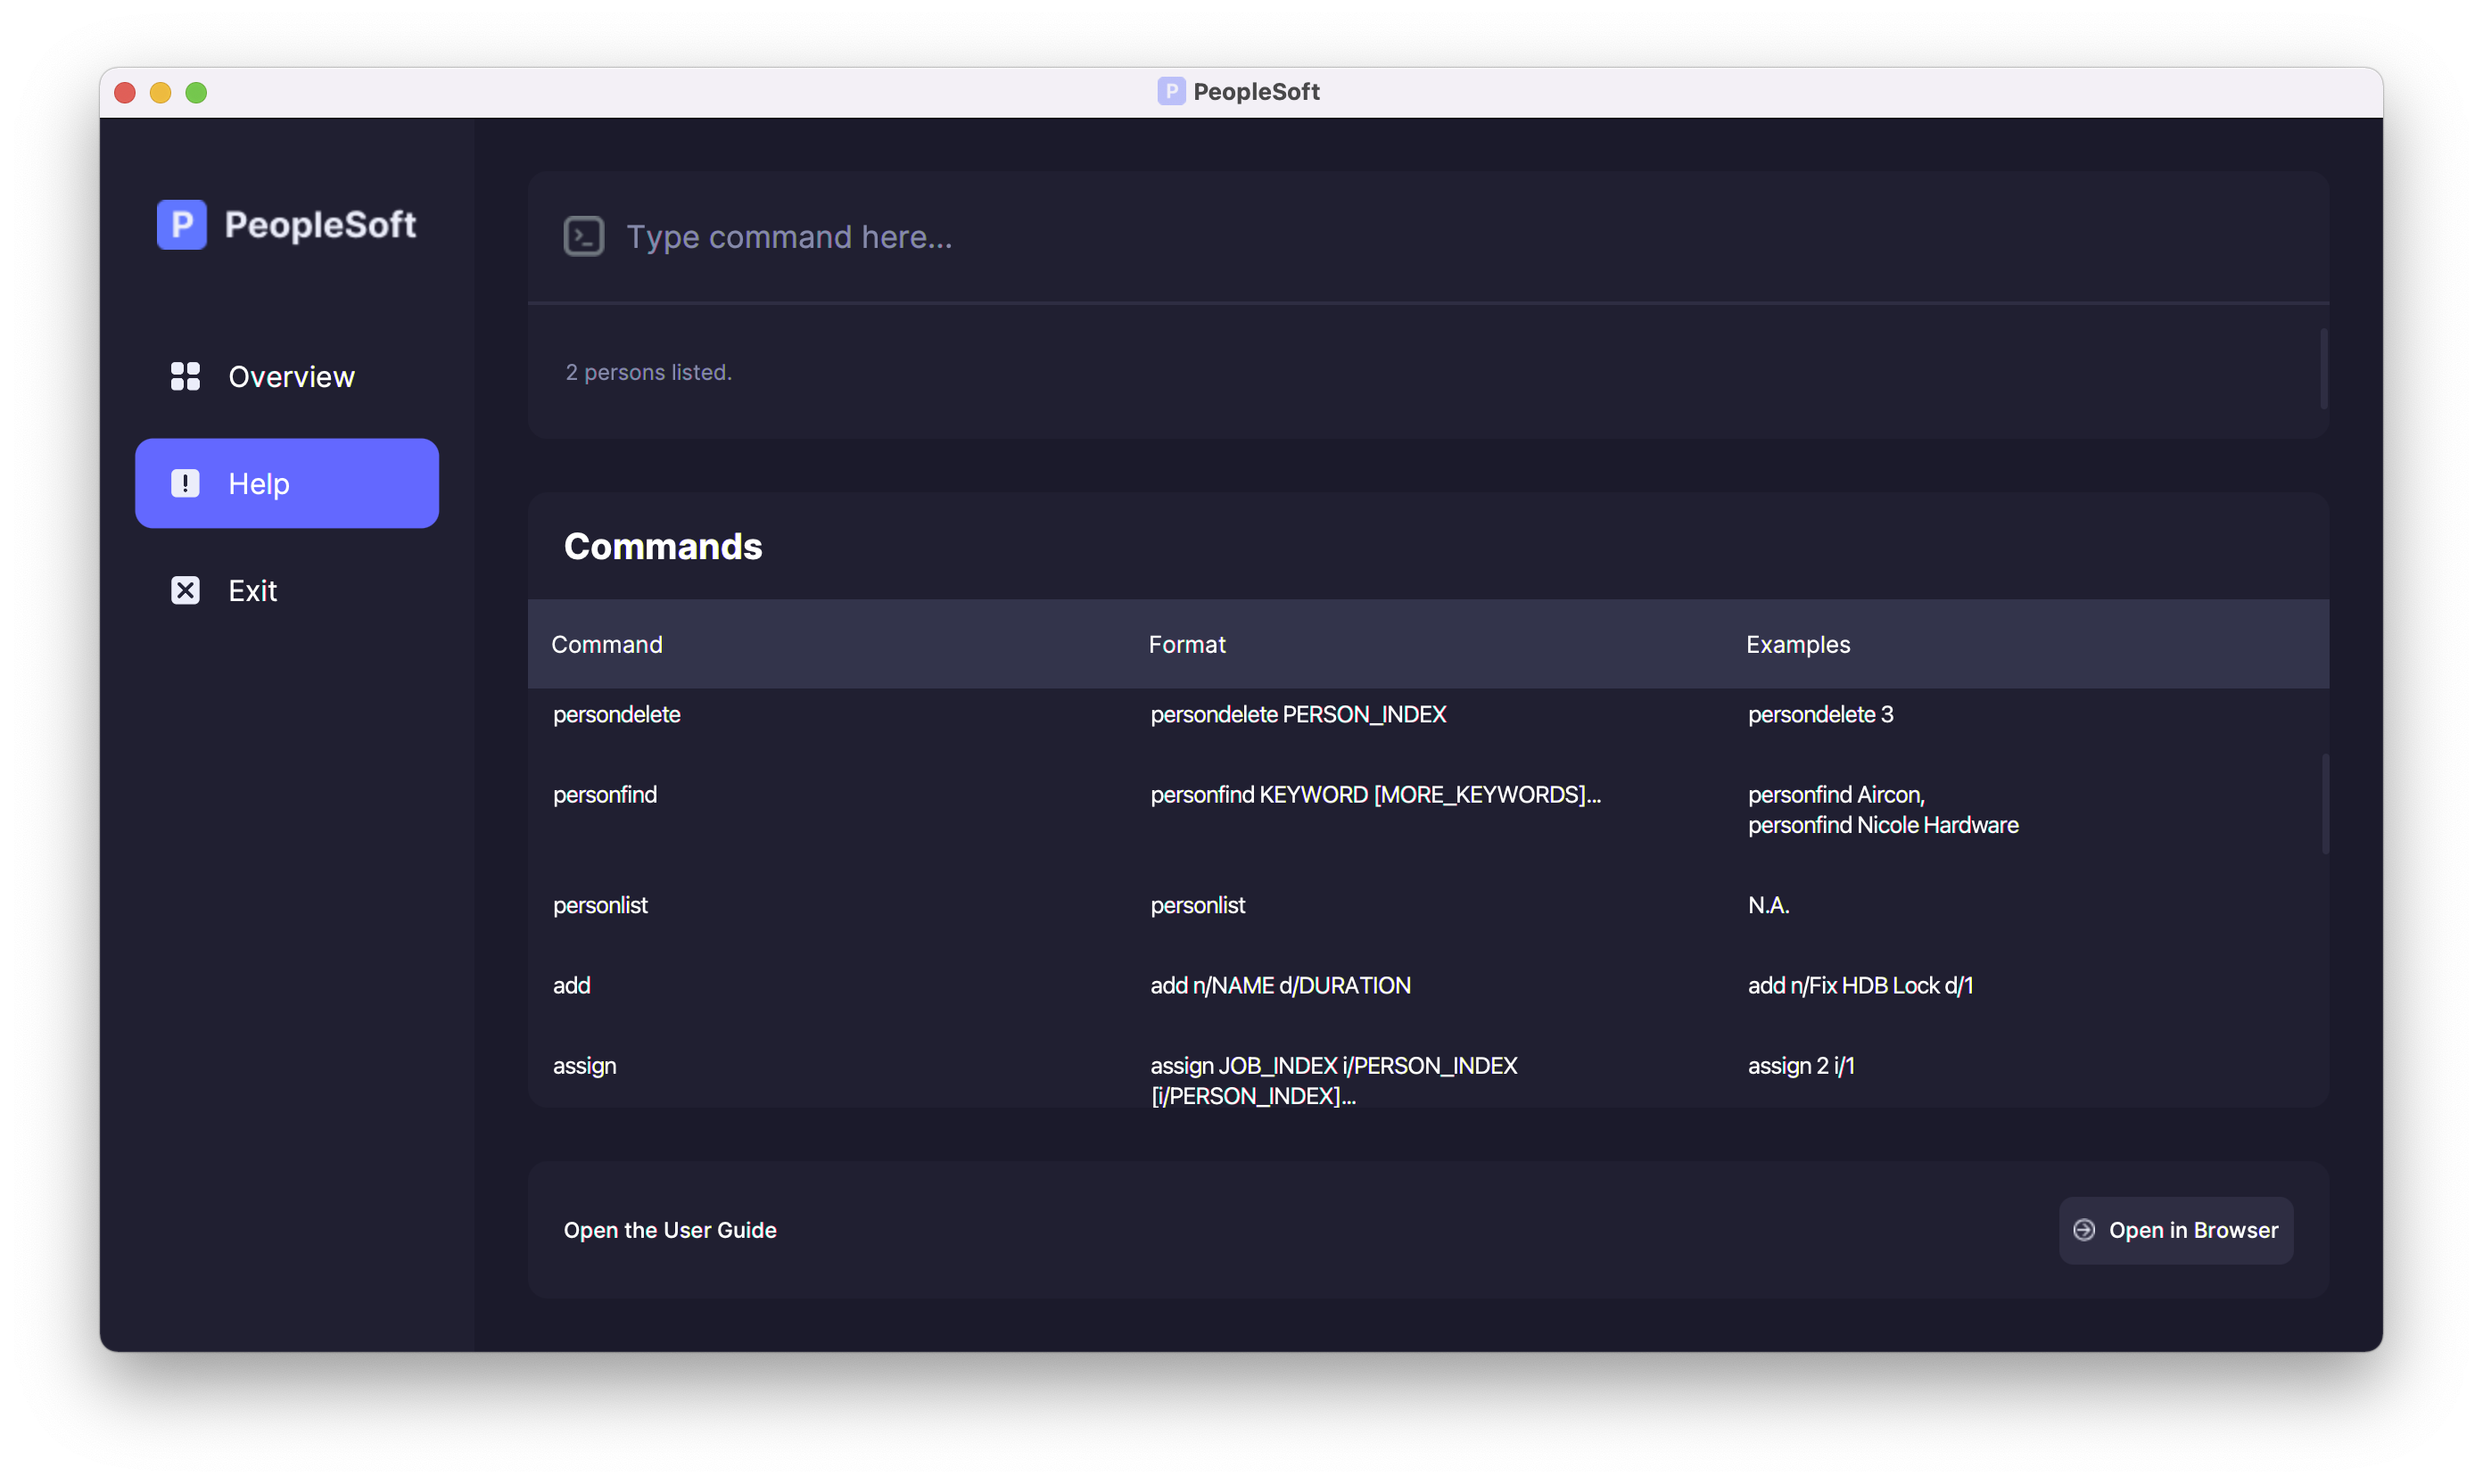 P PeopleSoft
P PeopleSoft
Overview
Help
Exit
Type command here...
2 persons listed.
Commands
Command Format Examples
persondelete persondelete PERSON_INDEX persondelete 3
personfind personfind KEYWORD [MORE_KEYWORDS]... personfind Aircon,
personfind Nicole Hardware
personlist personlist N.A.
add add n/NAME d/DURATION add n/Fix HDB Lock d/1
assign assign JOB_INDEX i/PERSON_INDEX assign 2 i/1
[i/PERSON_INDEX]...
Open the User Guide Open in Browser